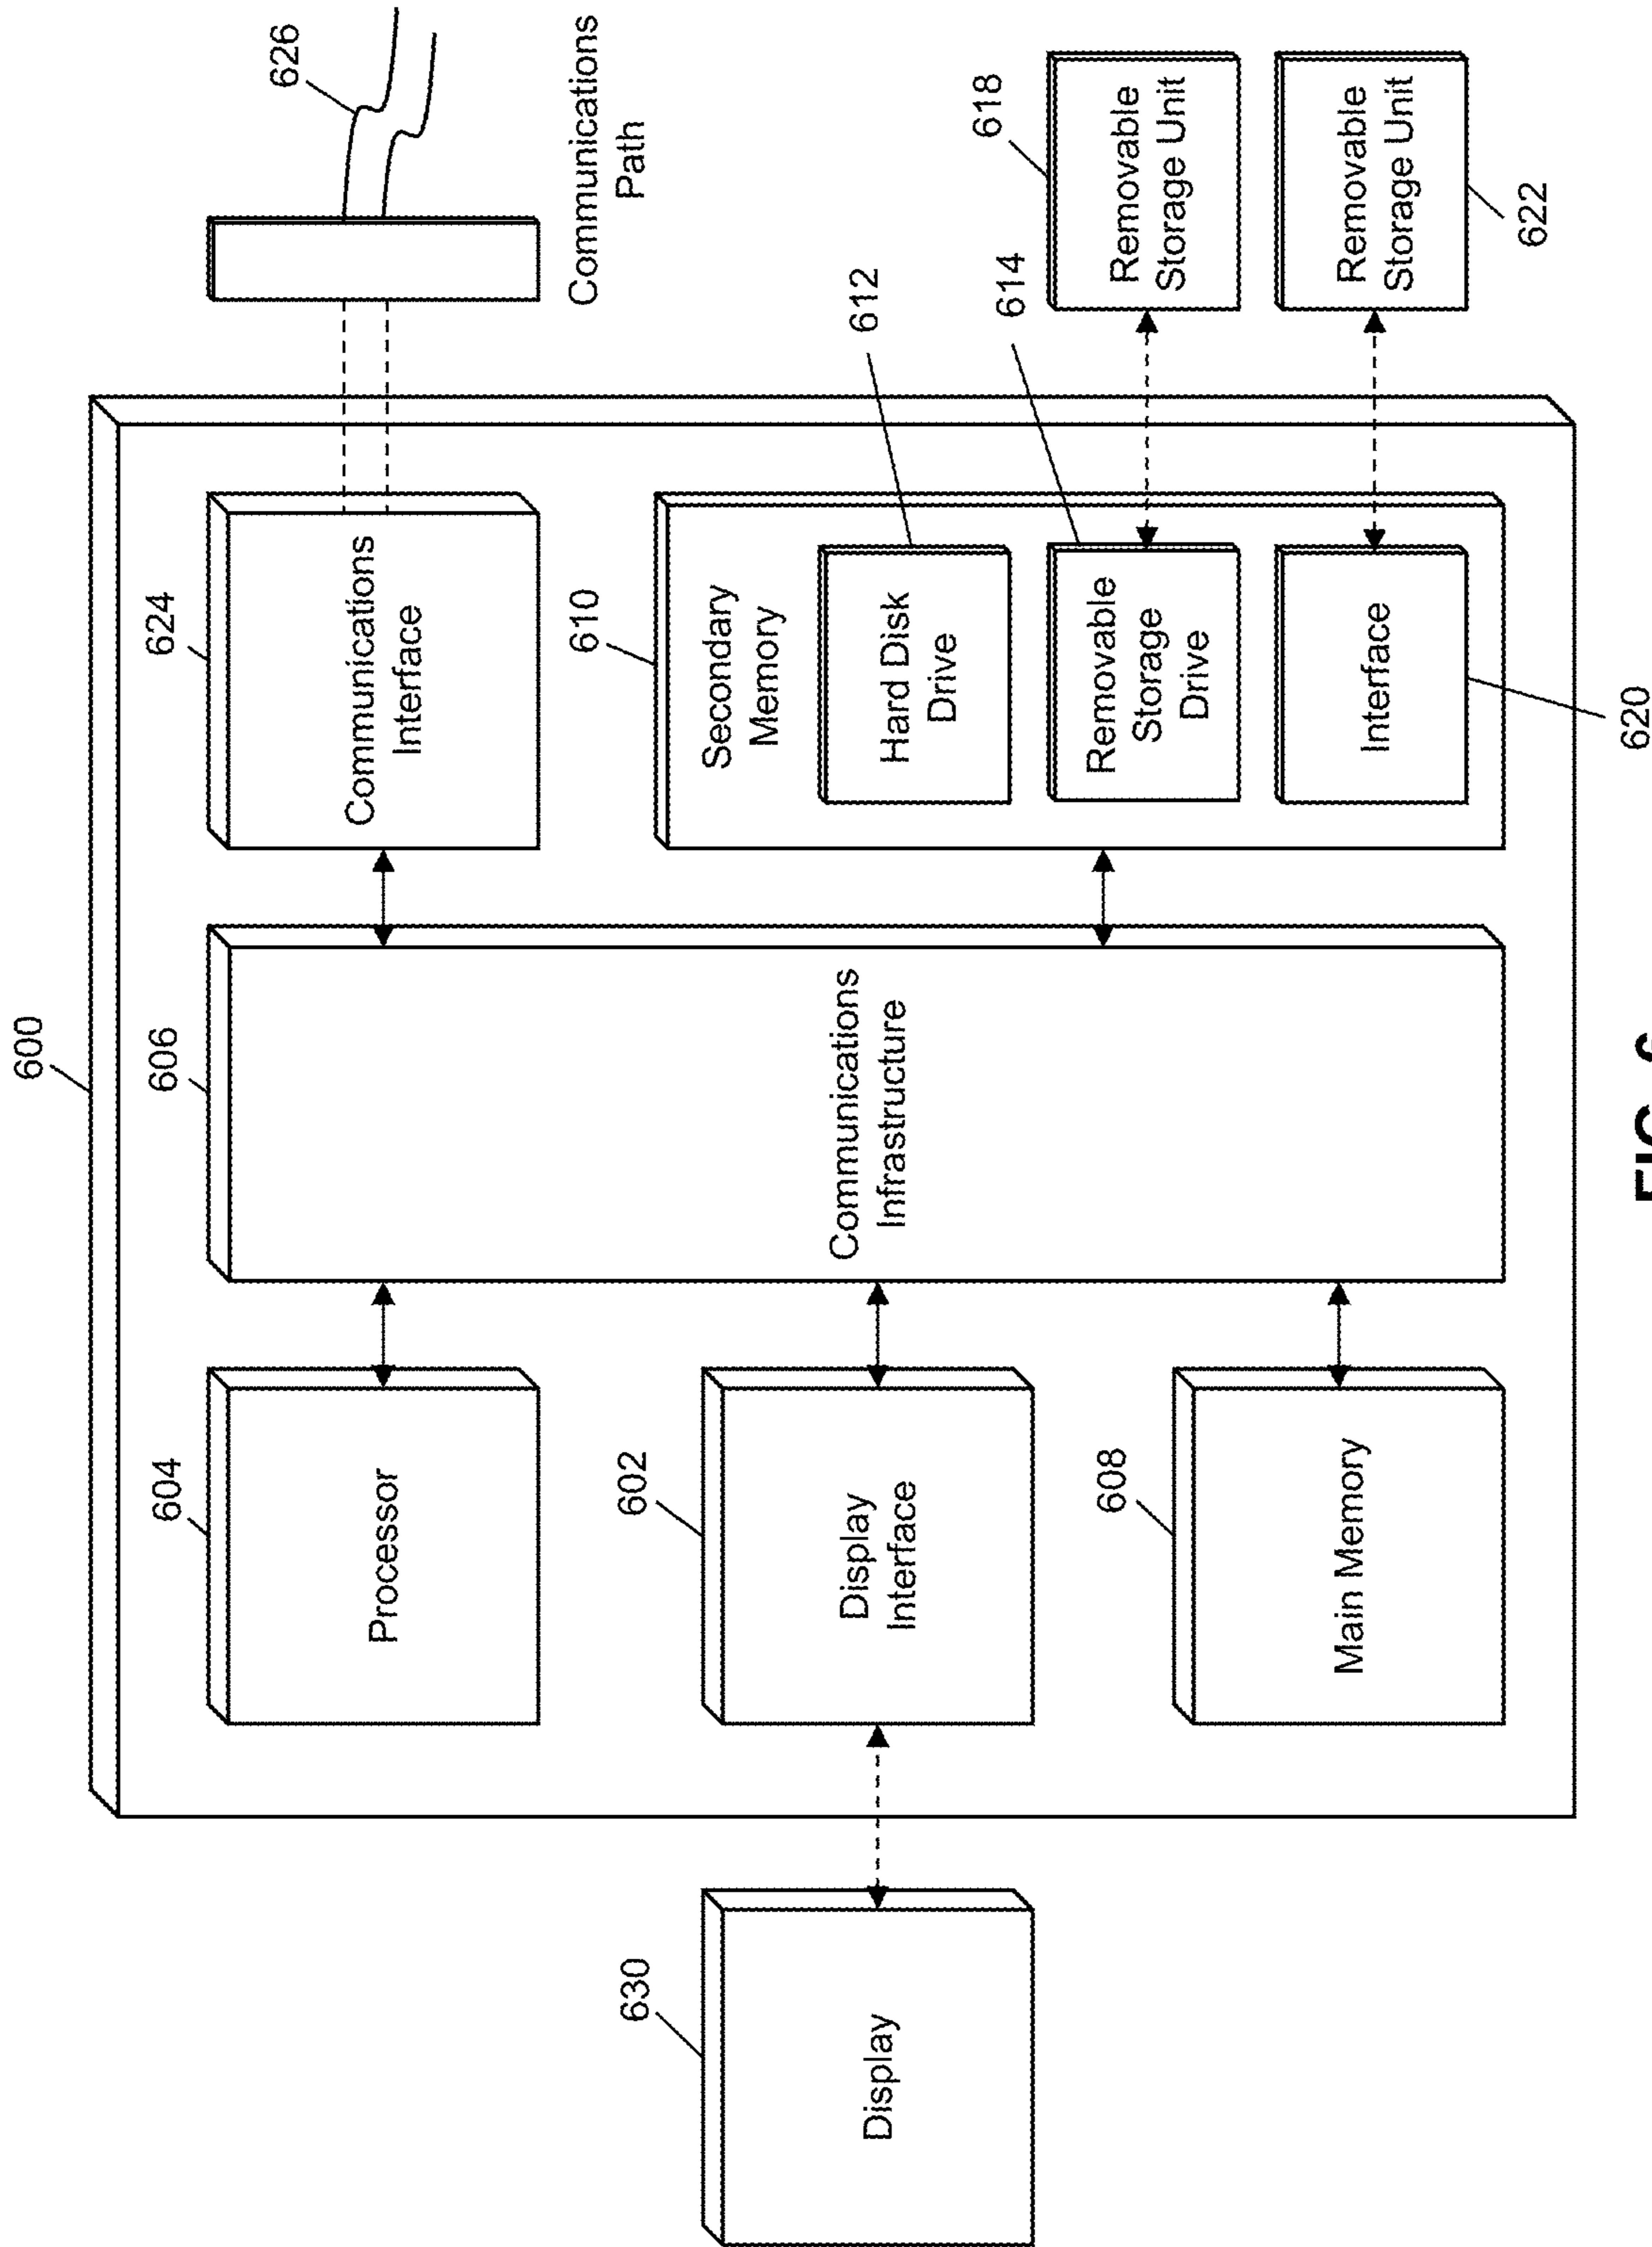 600
604
Processor
606
Communications
Infrastructure
624
Communications
Interface
626
Communications
Path
630
Display
602
Display
Interface
608
Main Memory
610
Secondary
Memory
612
Hard Disk
Drive
614
Removable
Storage
Drive
618
Removable
Storage Unit
620
Interface
622
Removable
Storage Unit
FIG. 6